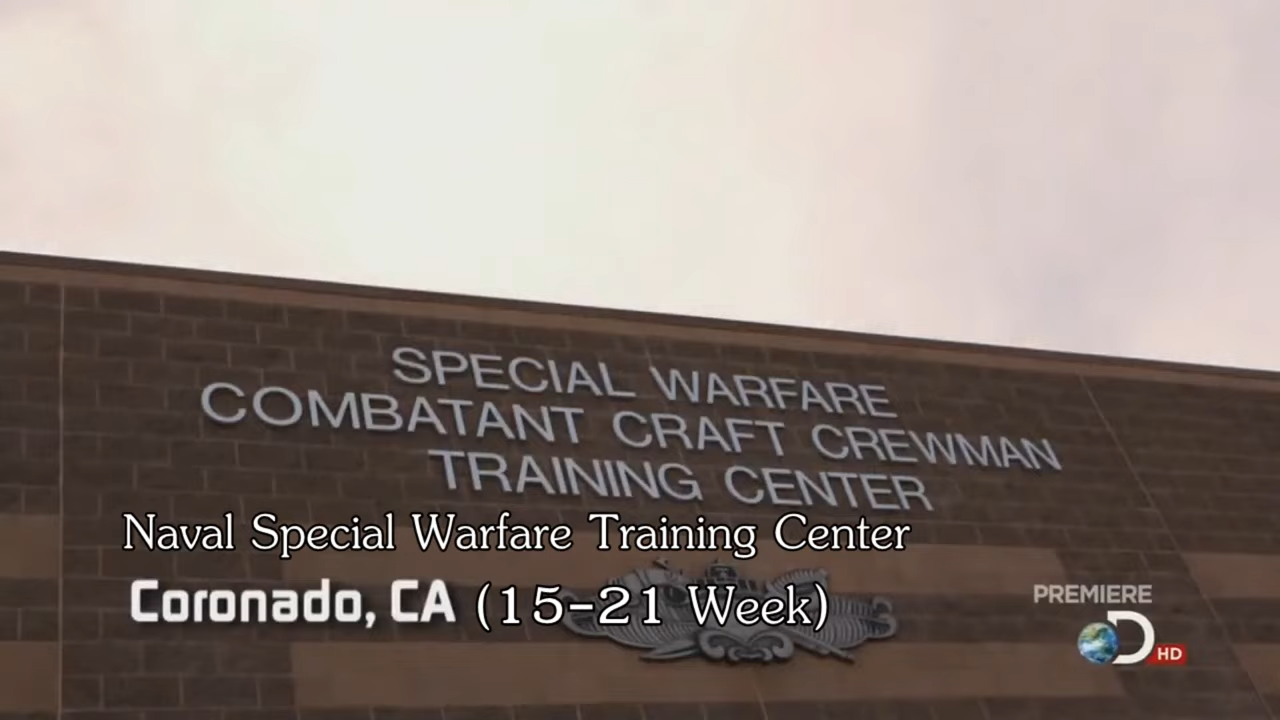 SPECIAL WARFARE
COMBATANT CRAFT CREWMAN
TRAINING CENTER
Naval Special Warfare Training Center
Coronado, CA (15-21 Week)
PREMIERE
D HD